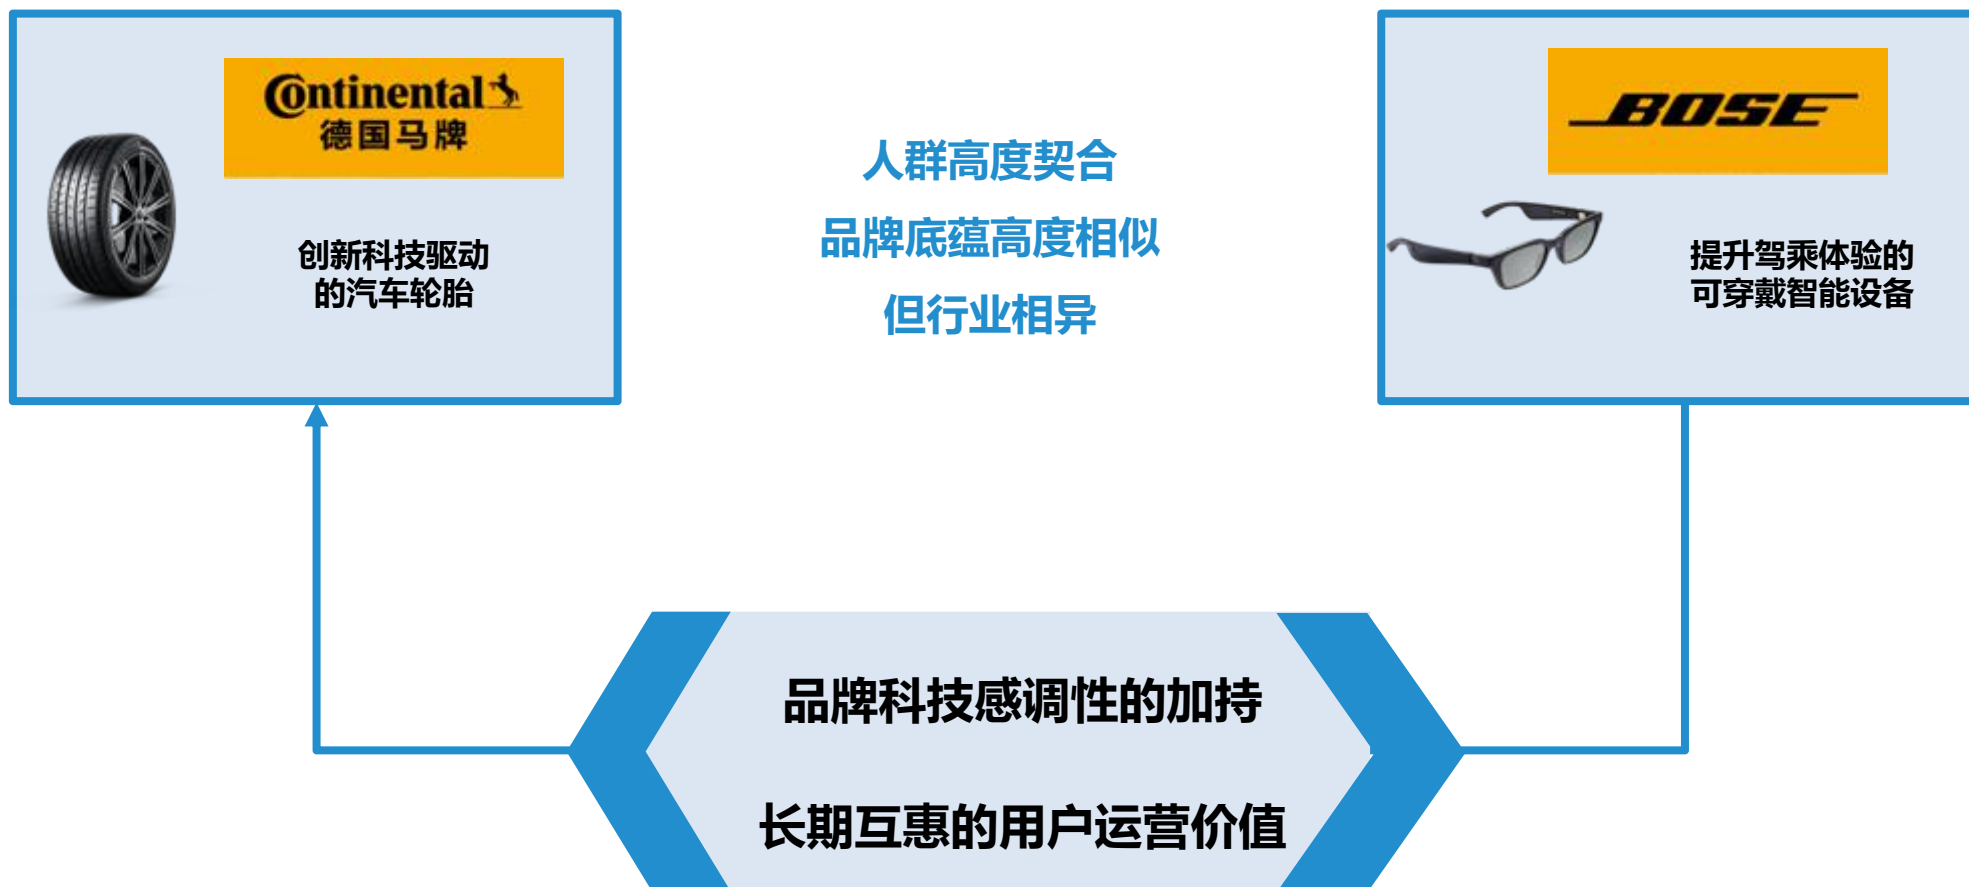 Continental
德国马牌
创新科技驱动
的汽车轮胎
人群高度契合
品牌底蕴高度相似
但行业相异
BOSE
提升驾乘体验的
可穿戴智能设备
品牌科技感调性的加持
长期互惠的用户运营价值